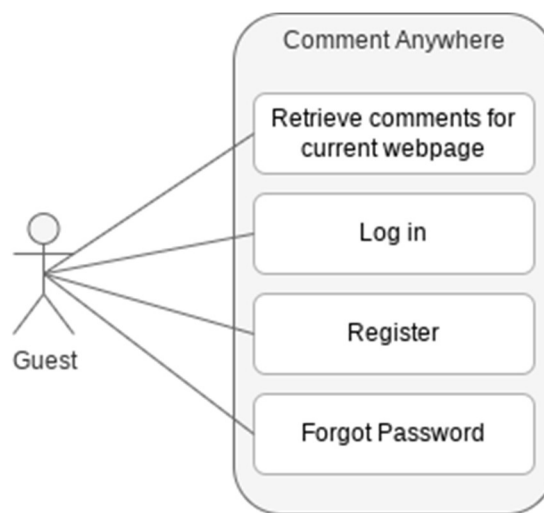 Comment Anywhere
Retrieve comments for
current webpage
Log in
Register
Forgot Password
Guest